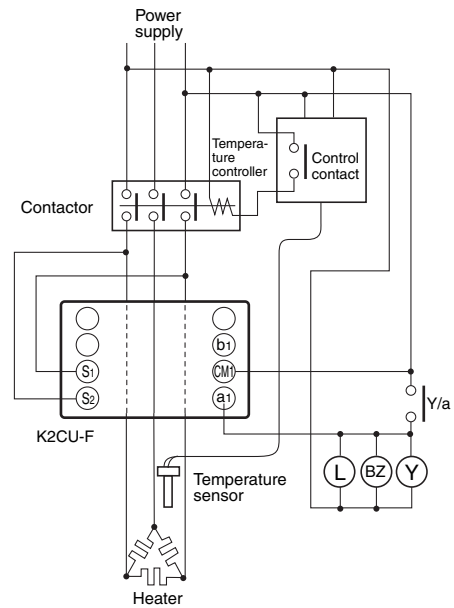 Power
supply
Tempera-
ture
controller
Control
contact
Contactor
b1
S1
CM1
S2
a1
Y/a
K2CU-F
L
BZ
Y
Temperature
sensor
Heater